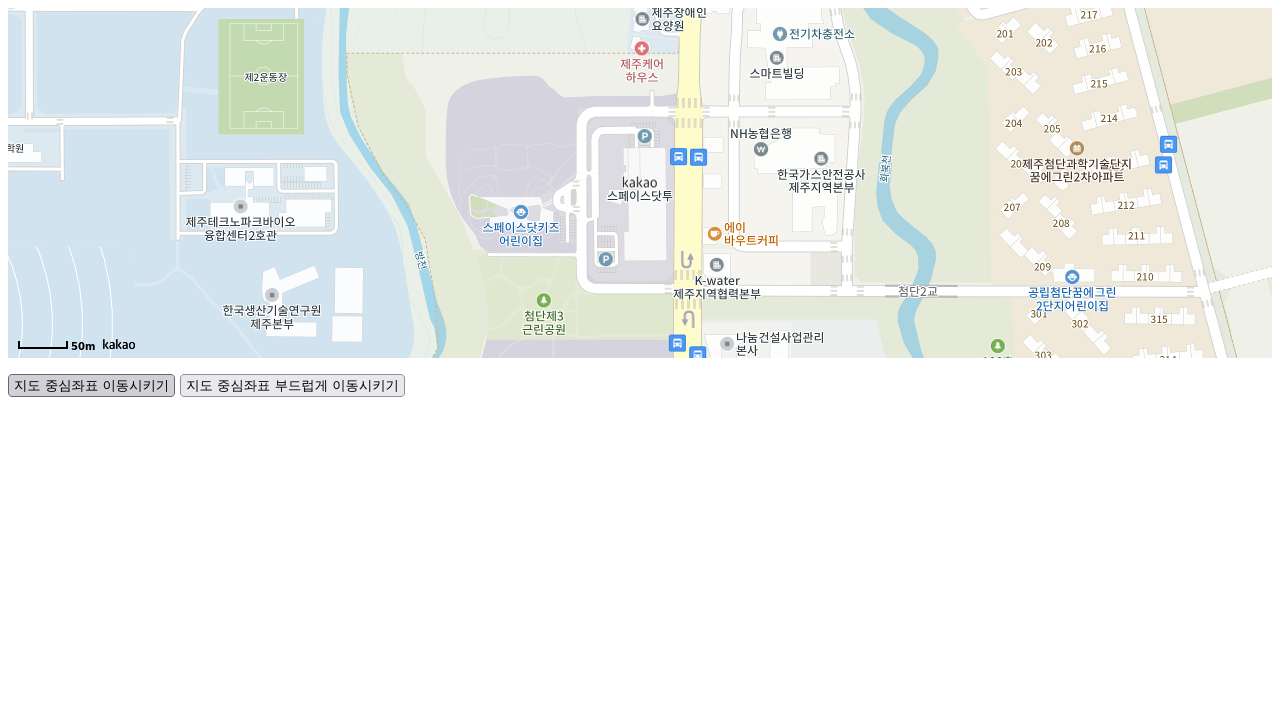 제주장애인
요양원
제주케어
하우스
전기차충전소
스마트빌딩
제2운동장
학원
NH농협은행
한국가스안전공사
제주지역본부
화북천
kakao
스페이스닷투
스페이스닷키즈
어린이집
에이
바우트커피
제주테크노파크바이오
융합센터2호관
방천
한국생산기술연구원
제주본부
K-water
제주지역협력본부
첨단제3
근린공원
나눔건설사업관리
본사
첨단2교
217
201
202
216
203
215
214
204
205
제주첨단과학기술단지
꿈에그린2차아파트
207
212
208
211
209
210
공립첨단꿈에그린
2단지어린이집
301
302
315
303
50m kakao
지도 중심좌표 이동시키기 지도 중심좌표 부드럽게 이동시키기